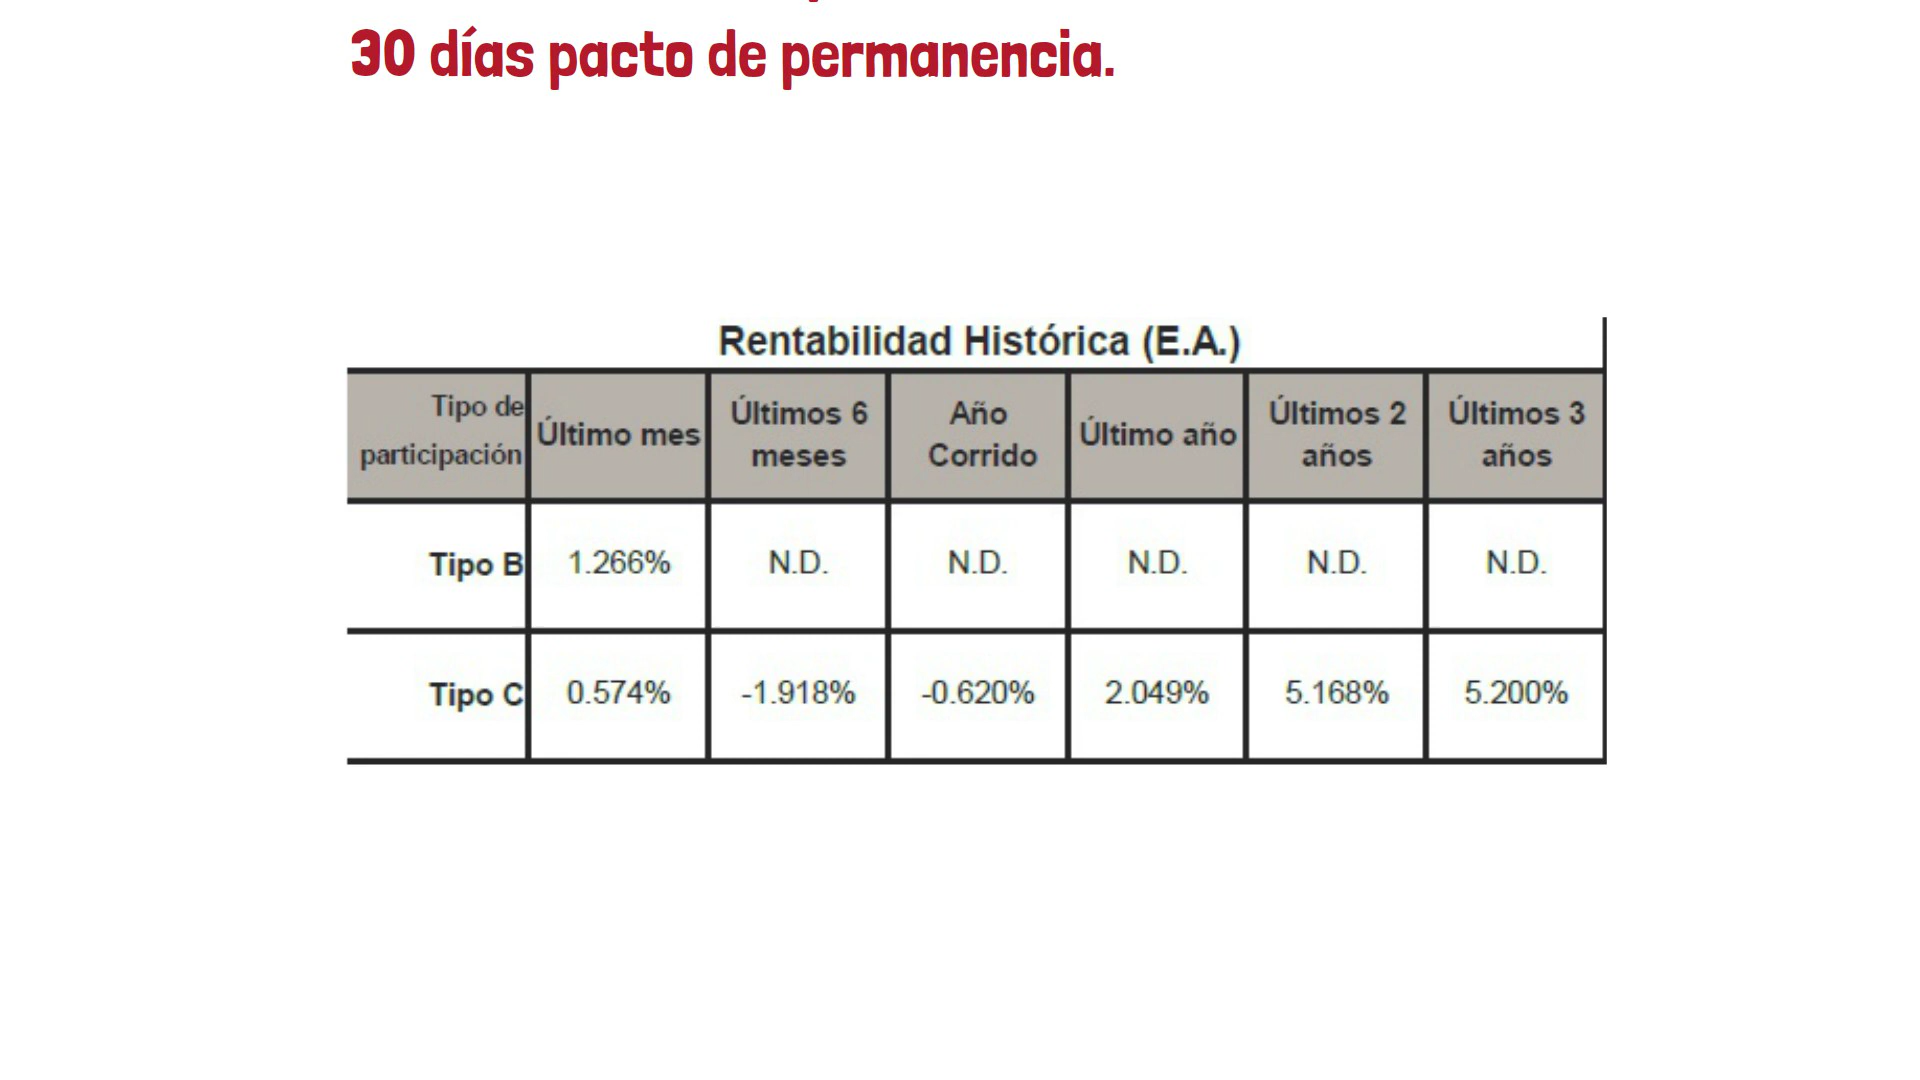 30 días pacto de permanencia.
Rentabilidad Histórica (E.A.)
Tipo de participación Último mes Últimos 6 meses Año Corrido Último año Últimos 2 años Últimos 3 años
Tipo B 1.266% N.D. N.D. N.D. N.D. N.D.
Tipo C 0.574% -1.918% -0.620% 2.049% 5.168% 5.200%